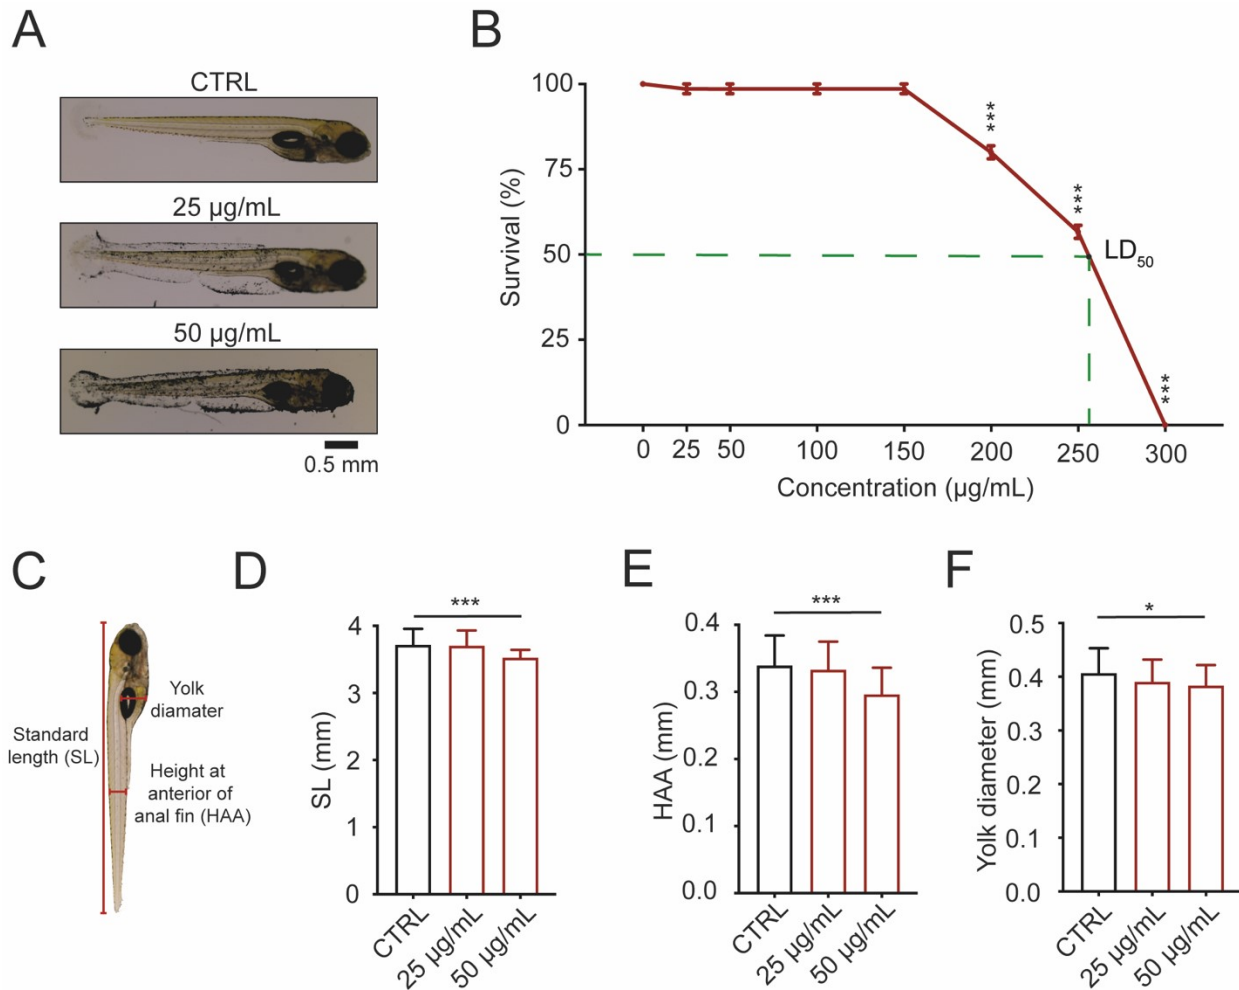 A
CTRL
25 µg/mL
50 µg/mL
0.5 mm
B
100
75
50
25
0
Survival (%)
***
***
***
LD50
0 25 50 100 150 200 250 300
Concentration (µg/mL)
C
Standard
length (SL)
Yolk
diamater
Height at
anterior of
anal fin (HAA)
D
***
4
3
2
1
0
SL (mm)
CTRL
25 µg/mL
50 µg/mL
E
***
0.4
0.3
0.2
0.1
0.0
HAA (mm)
CTRL
25 µg/mL
50 µg/mL
F
*
0.5
0.4
0.3
0.2
0.1
0.0
Yolk diameter (mm)
CTRL
25 µg/mL
50 µg/mL